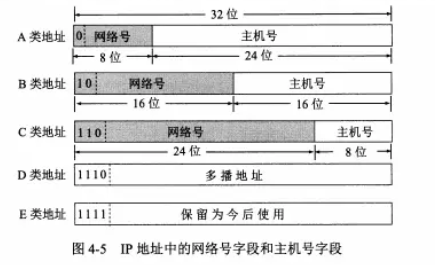 32 位
A 类地址 0 网络号 主机号
8 位 24 位
B 类地址 10 网络号 主机号
16 位 16 位
C 类地址 110 网络号 主机号
24 位 8 位
D 类地址 1110 多播地址
E 类地址 1111 保留为今后使用
图 4-5 IP 地址中的网络号字段和主机号字段